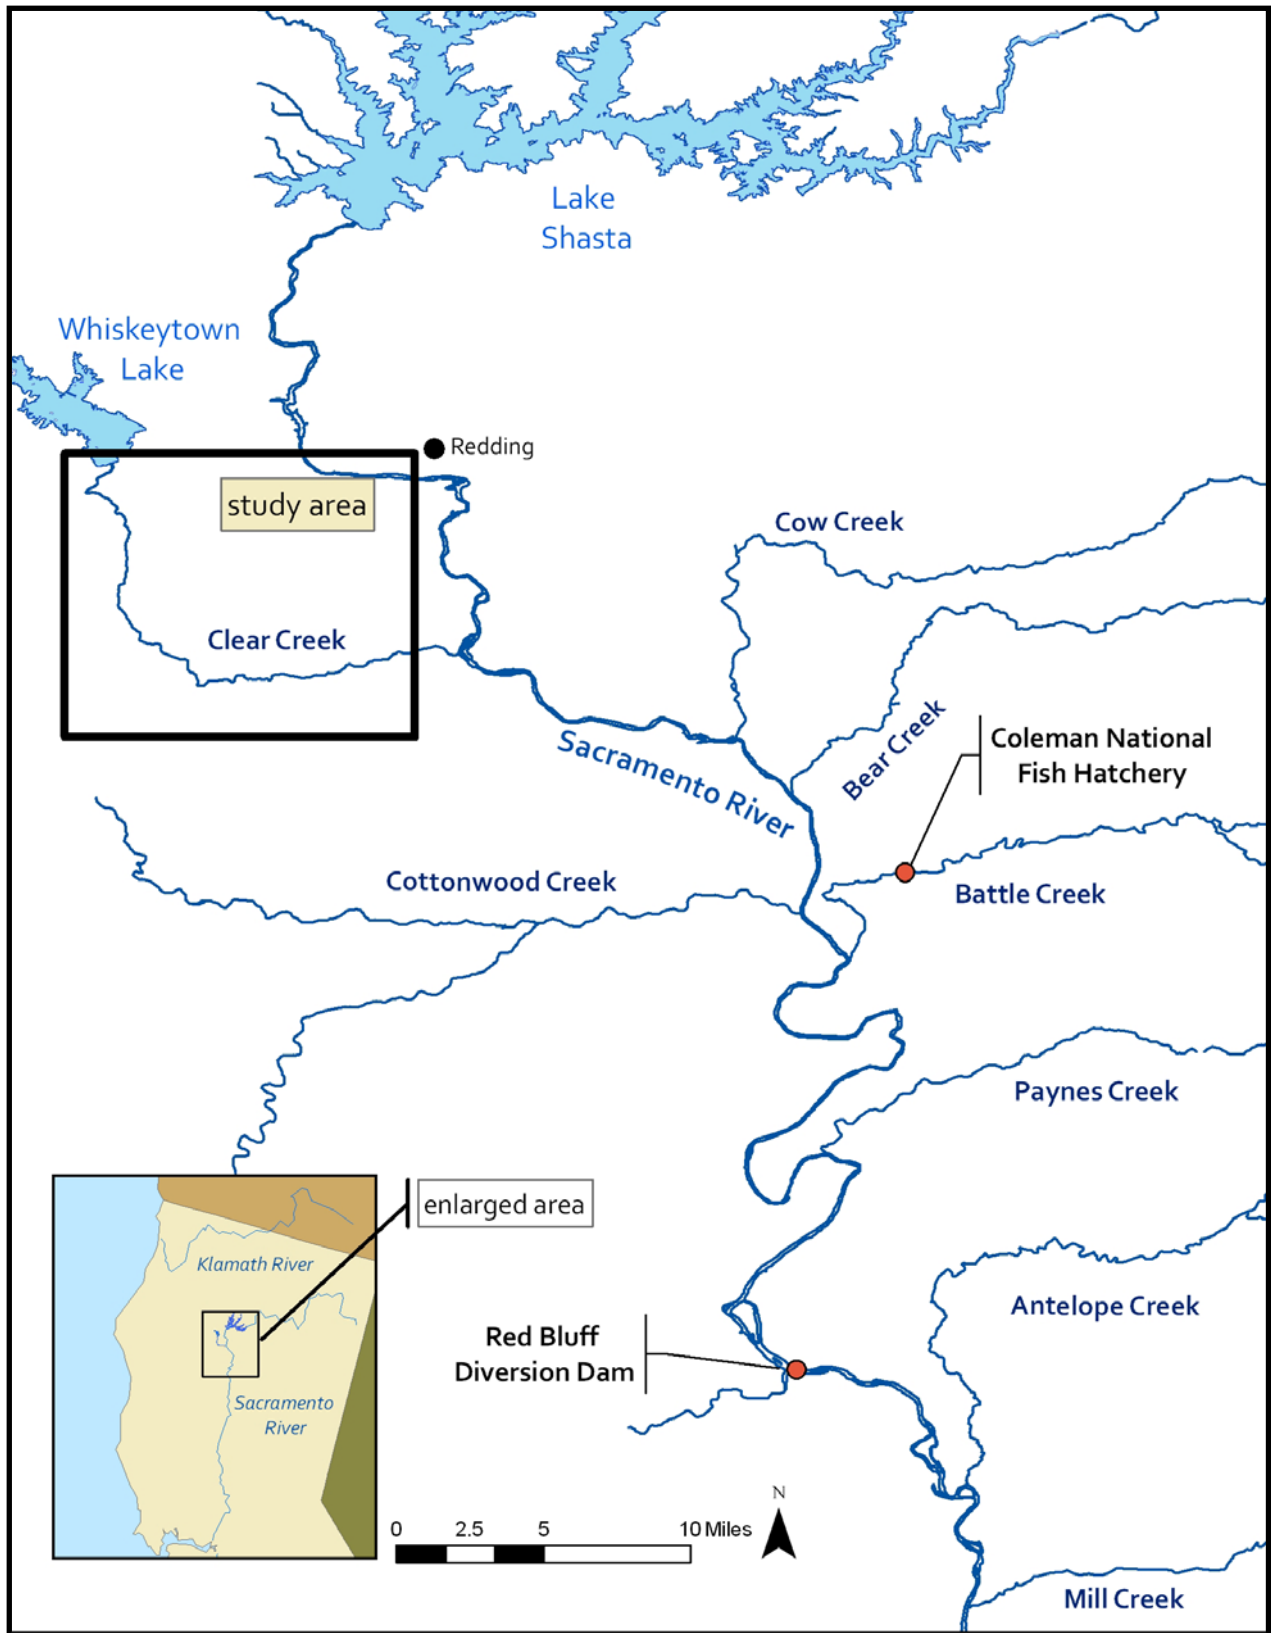 Lake
Shasta
Whiskeytown
Lake
Redding
study area
Cow Creek
Clear Creek
Sacramento River
Bear Creek
Coleman National
Fish Hatchery
Cottonwood Creek
Battle Creek
Paynes Creek
enlarged area
Klamath River
Antelope Creek
Red Bluff
Diversion Dam
Sacramento
River
N
0 2.5 5 10 Miles
Mill Creek